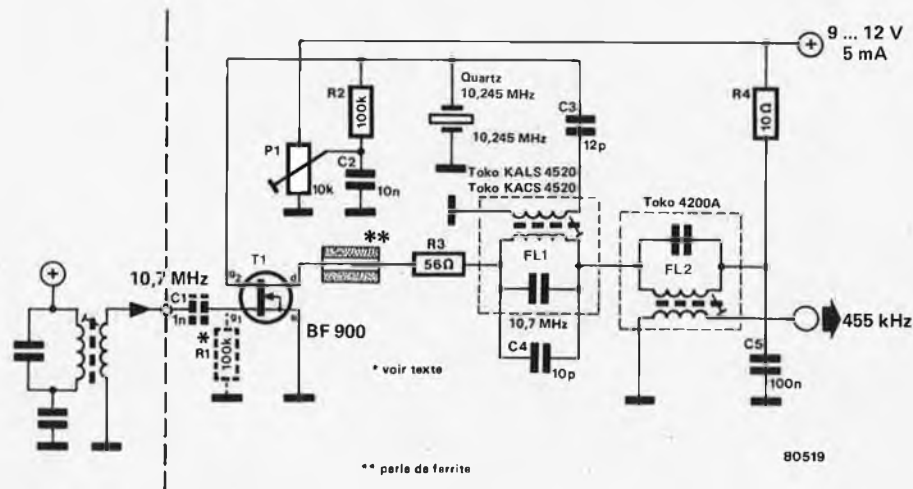 9 ... 12 V
5 mA
Quartz
10,245 MHz
R4
10 Ω
R2
100k
C3
12p
10,245 MHz
P1
10k
C2
10n
Toko KALS 4520
Toko KACS 4520
Toko 4200A
**
T1
R3
56Ω
FL1
FL2
10,7 MHz
C1
1n
g2
d
g1
s
BF 900
455 kHz
*
R1
100k
10,7 MHz
C4
10p
C5
100n
* voir texte
** perle de ferrite
80519